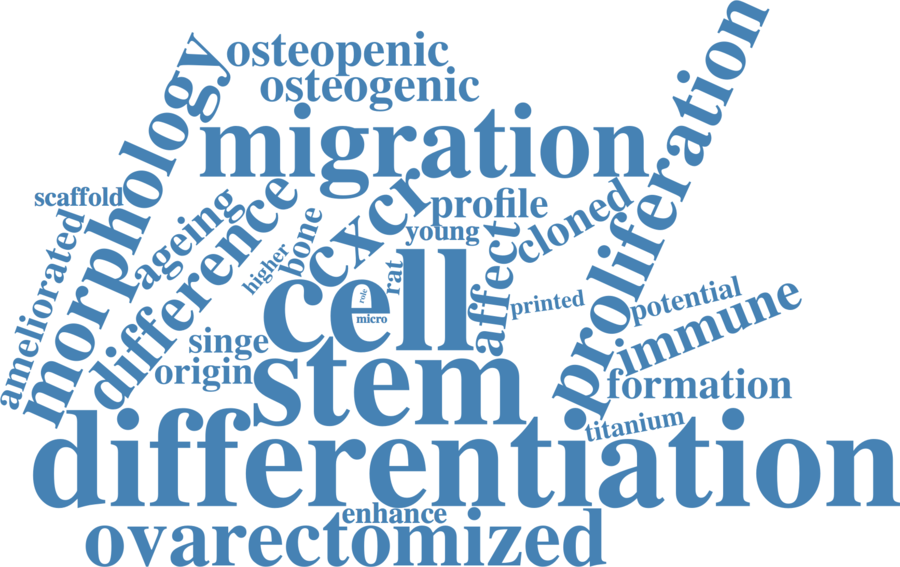 osteopenic
osteogenic
morphology
migration
proliferation
scaffold
ageing
difference
cxcr
profile
cloned
ameliorated
bone
young
higher
rat
affect
cell
role
micro
printed
potential
immune
singe
origin
stem
formation
titanium
differentiation
enhance
ovarectomized